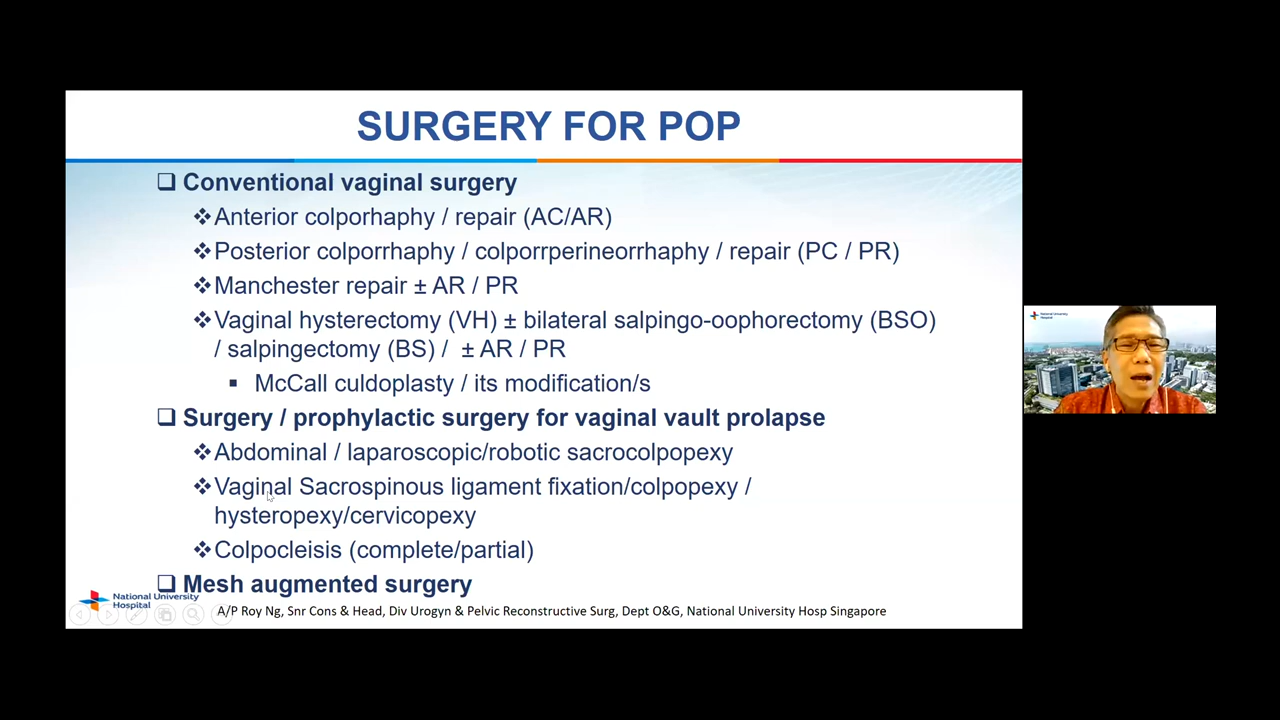 SURGERY FOR POP
❑ Conventional vaginal surgery
❖Anterior colporhaphy / repair (AC/AR)
❖Posterior colporrhaphy / colporrperineorrhaphy / repair (PC / PR)
❖Manchester repair ± AR / PR
❖Vaginal hysterectomy (VH) ± bilateral salpingo-oophorectomy (BSO)
/ salpingectomy (BS) / ± AR / PR
▪ McCall culdoplasty / its modification/s
❑ Surgery / prophylactic surgery for vaginal vault prolapse
❖Abdominal / laparoscopic/robotic sacrocolpopexy
❖Vaginal Sacrospinous ligament fixation/colpopexy /
hysteropexy/cervicopexy
❖Colpocleisis (complete/partial)
❑ Mesh augmented surgery
National University
Hospital
A/P Roy Ng, Snr Cons & Head, Div Urogyn & Pelvic Reconstructive Surg, Dept O&G, National University Hosp Singapore
National University
Hospital